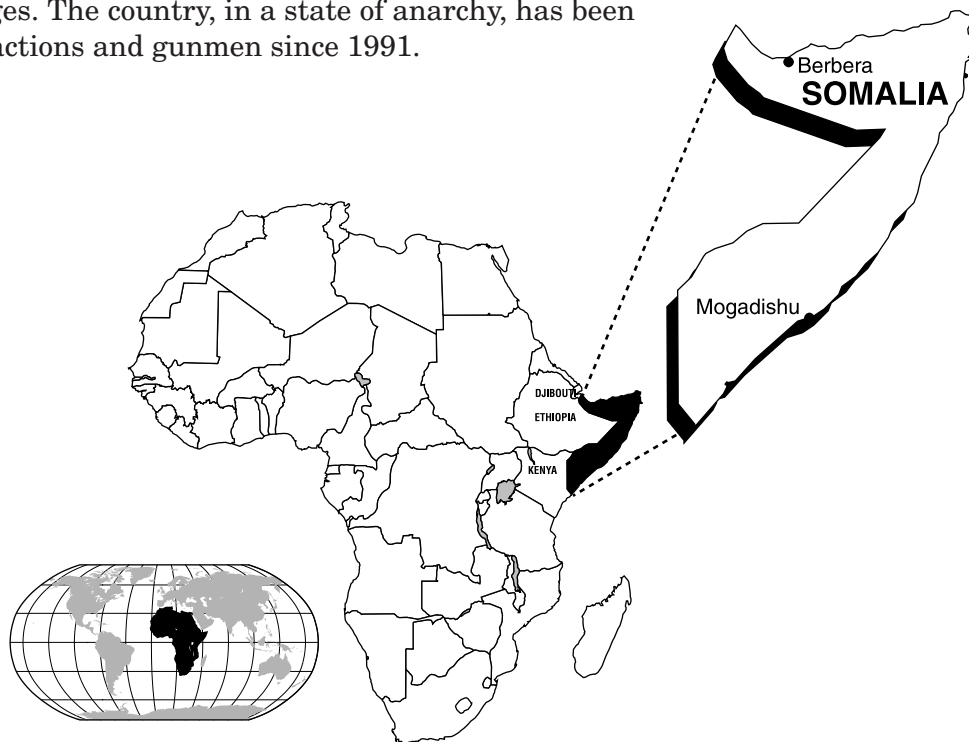 ges. The country, in a state of anarchy, has been
actions and gunmen since 1991.
Berbera
SOMALIA
Mogadishu
DJIBOUTI
ETHIOPIA
KENYA